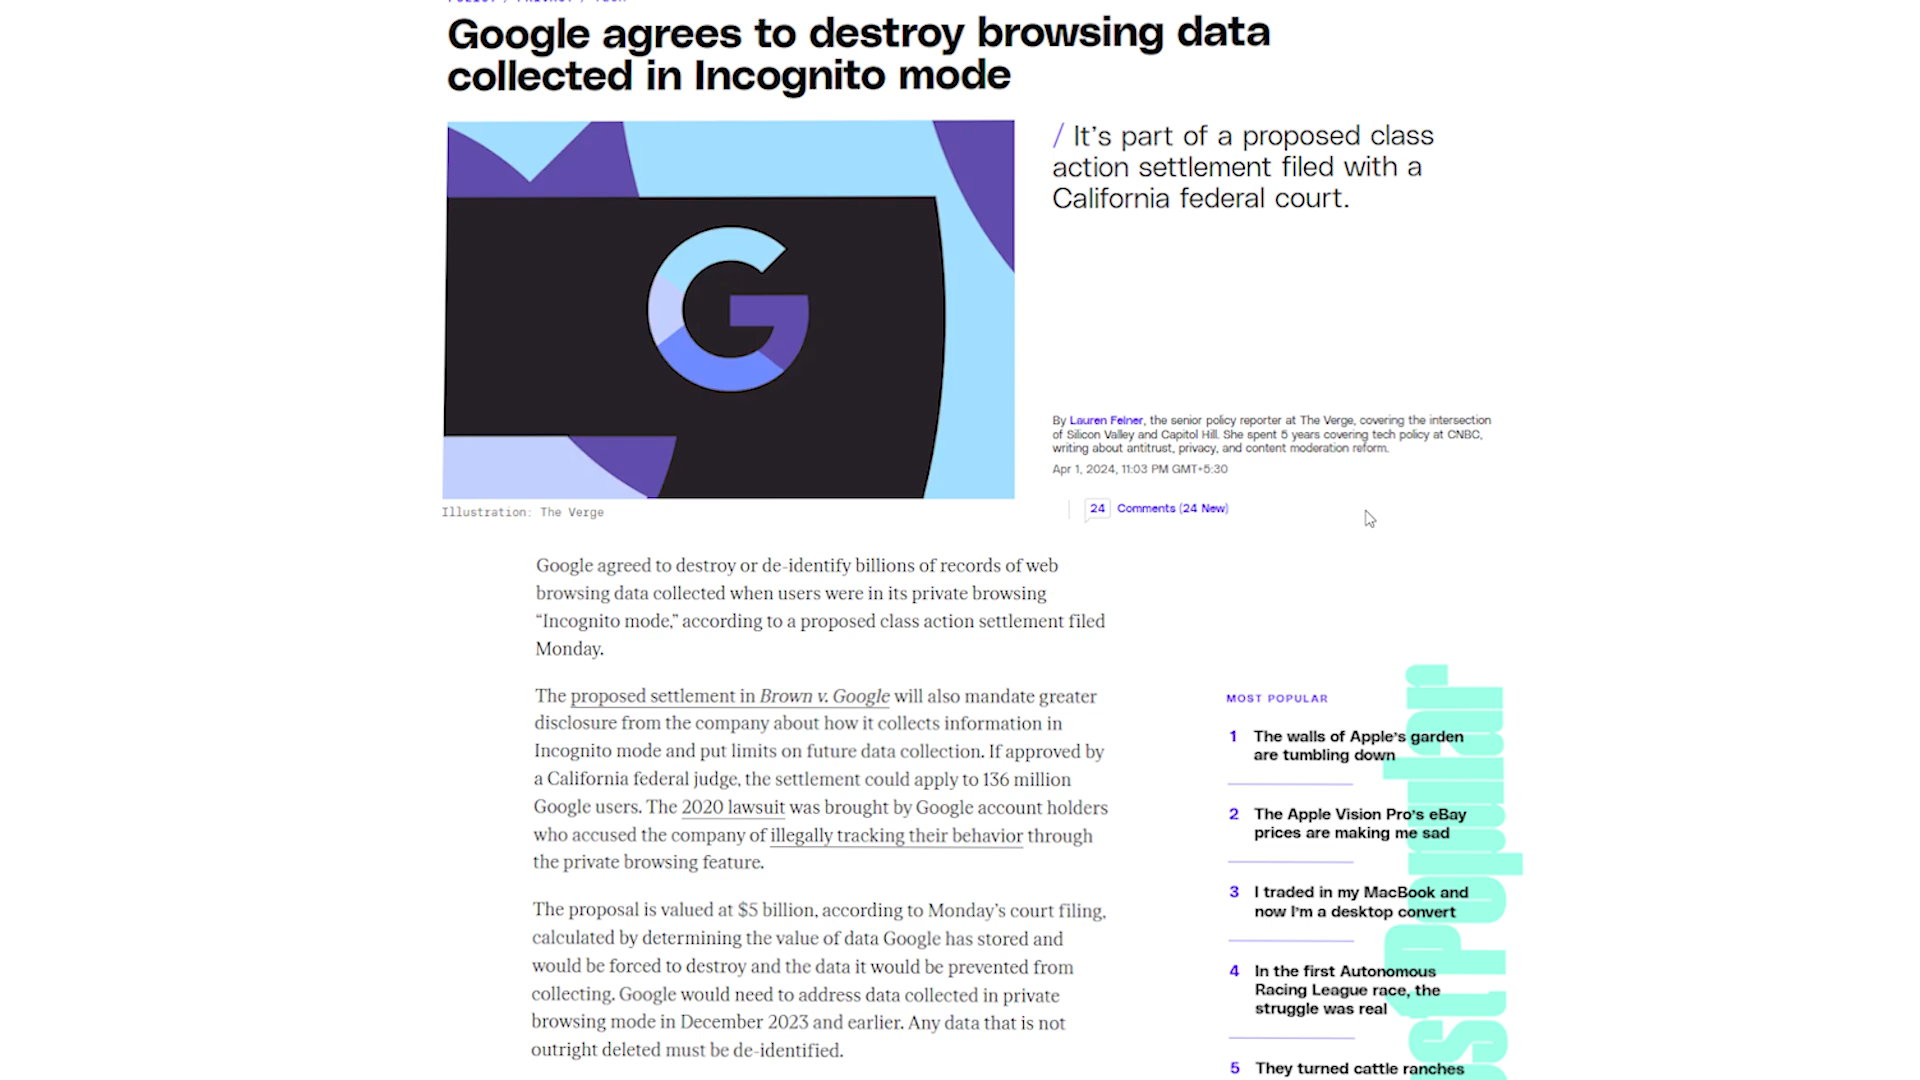 POLICY / PRIVACY / TECH
Google agrees to destroy browsing data
collected in Incognito mode
/ It's part of a proposed class
action settlement filed with a
California federal court.
By Lauren Feiner, the senior policy reporter at The Verge, covering the intersection
of Silicon Valley and Capitol Hill. She spent 5 years covering tech policy at CNBC,
writing about antitrust, privacy, and content moderation reform.
Apr 1, 2024, 11:03 PM GMT+5:30
24 Comments (24 New)
Illustration: The Verge
Google agreed to destroy or de-identify billions of records of web
browsing data collected when users were in its private browsing
“Incognito mode,” according to a proposed class action settlement filed
Monday.
The proposed settlement in Brown v. Google will also mandate greater
disclosure from the company about how it collects information in
Incognito mode and put limits on future data collection. If approved by
a California federal judge, the settlement could apply to 136 million
Google users. The 2020 lawsuit was brought by Google account holders
who accused the company of illegally tracking their behavior through
the private browsing feature.
The proposal is valued at $5 billion, according to Monday’s court filing,
calculated by determining the value of data Google has stored and
would be forced to destroy and the data it would be prevented from
collecting. Google would need to address data collected in private
browsing mode in December 2023 and earlier. Any data that is not
outright deleted must be de-identified.
MOST POPULAR
1 The walls of Apple’s garden
are tumbling down
2 The Apple Vision Pro’s eBay
prices are making me sad
3 I traded in my MacBook and
now I’m a desktop convert
4 In the first Autonomous
Racing League race, the
struggle was real
5 They turned cattle ranches
st Popular